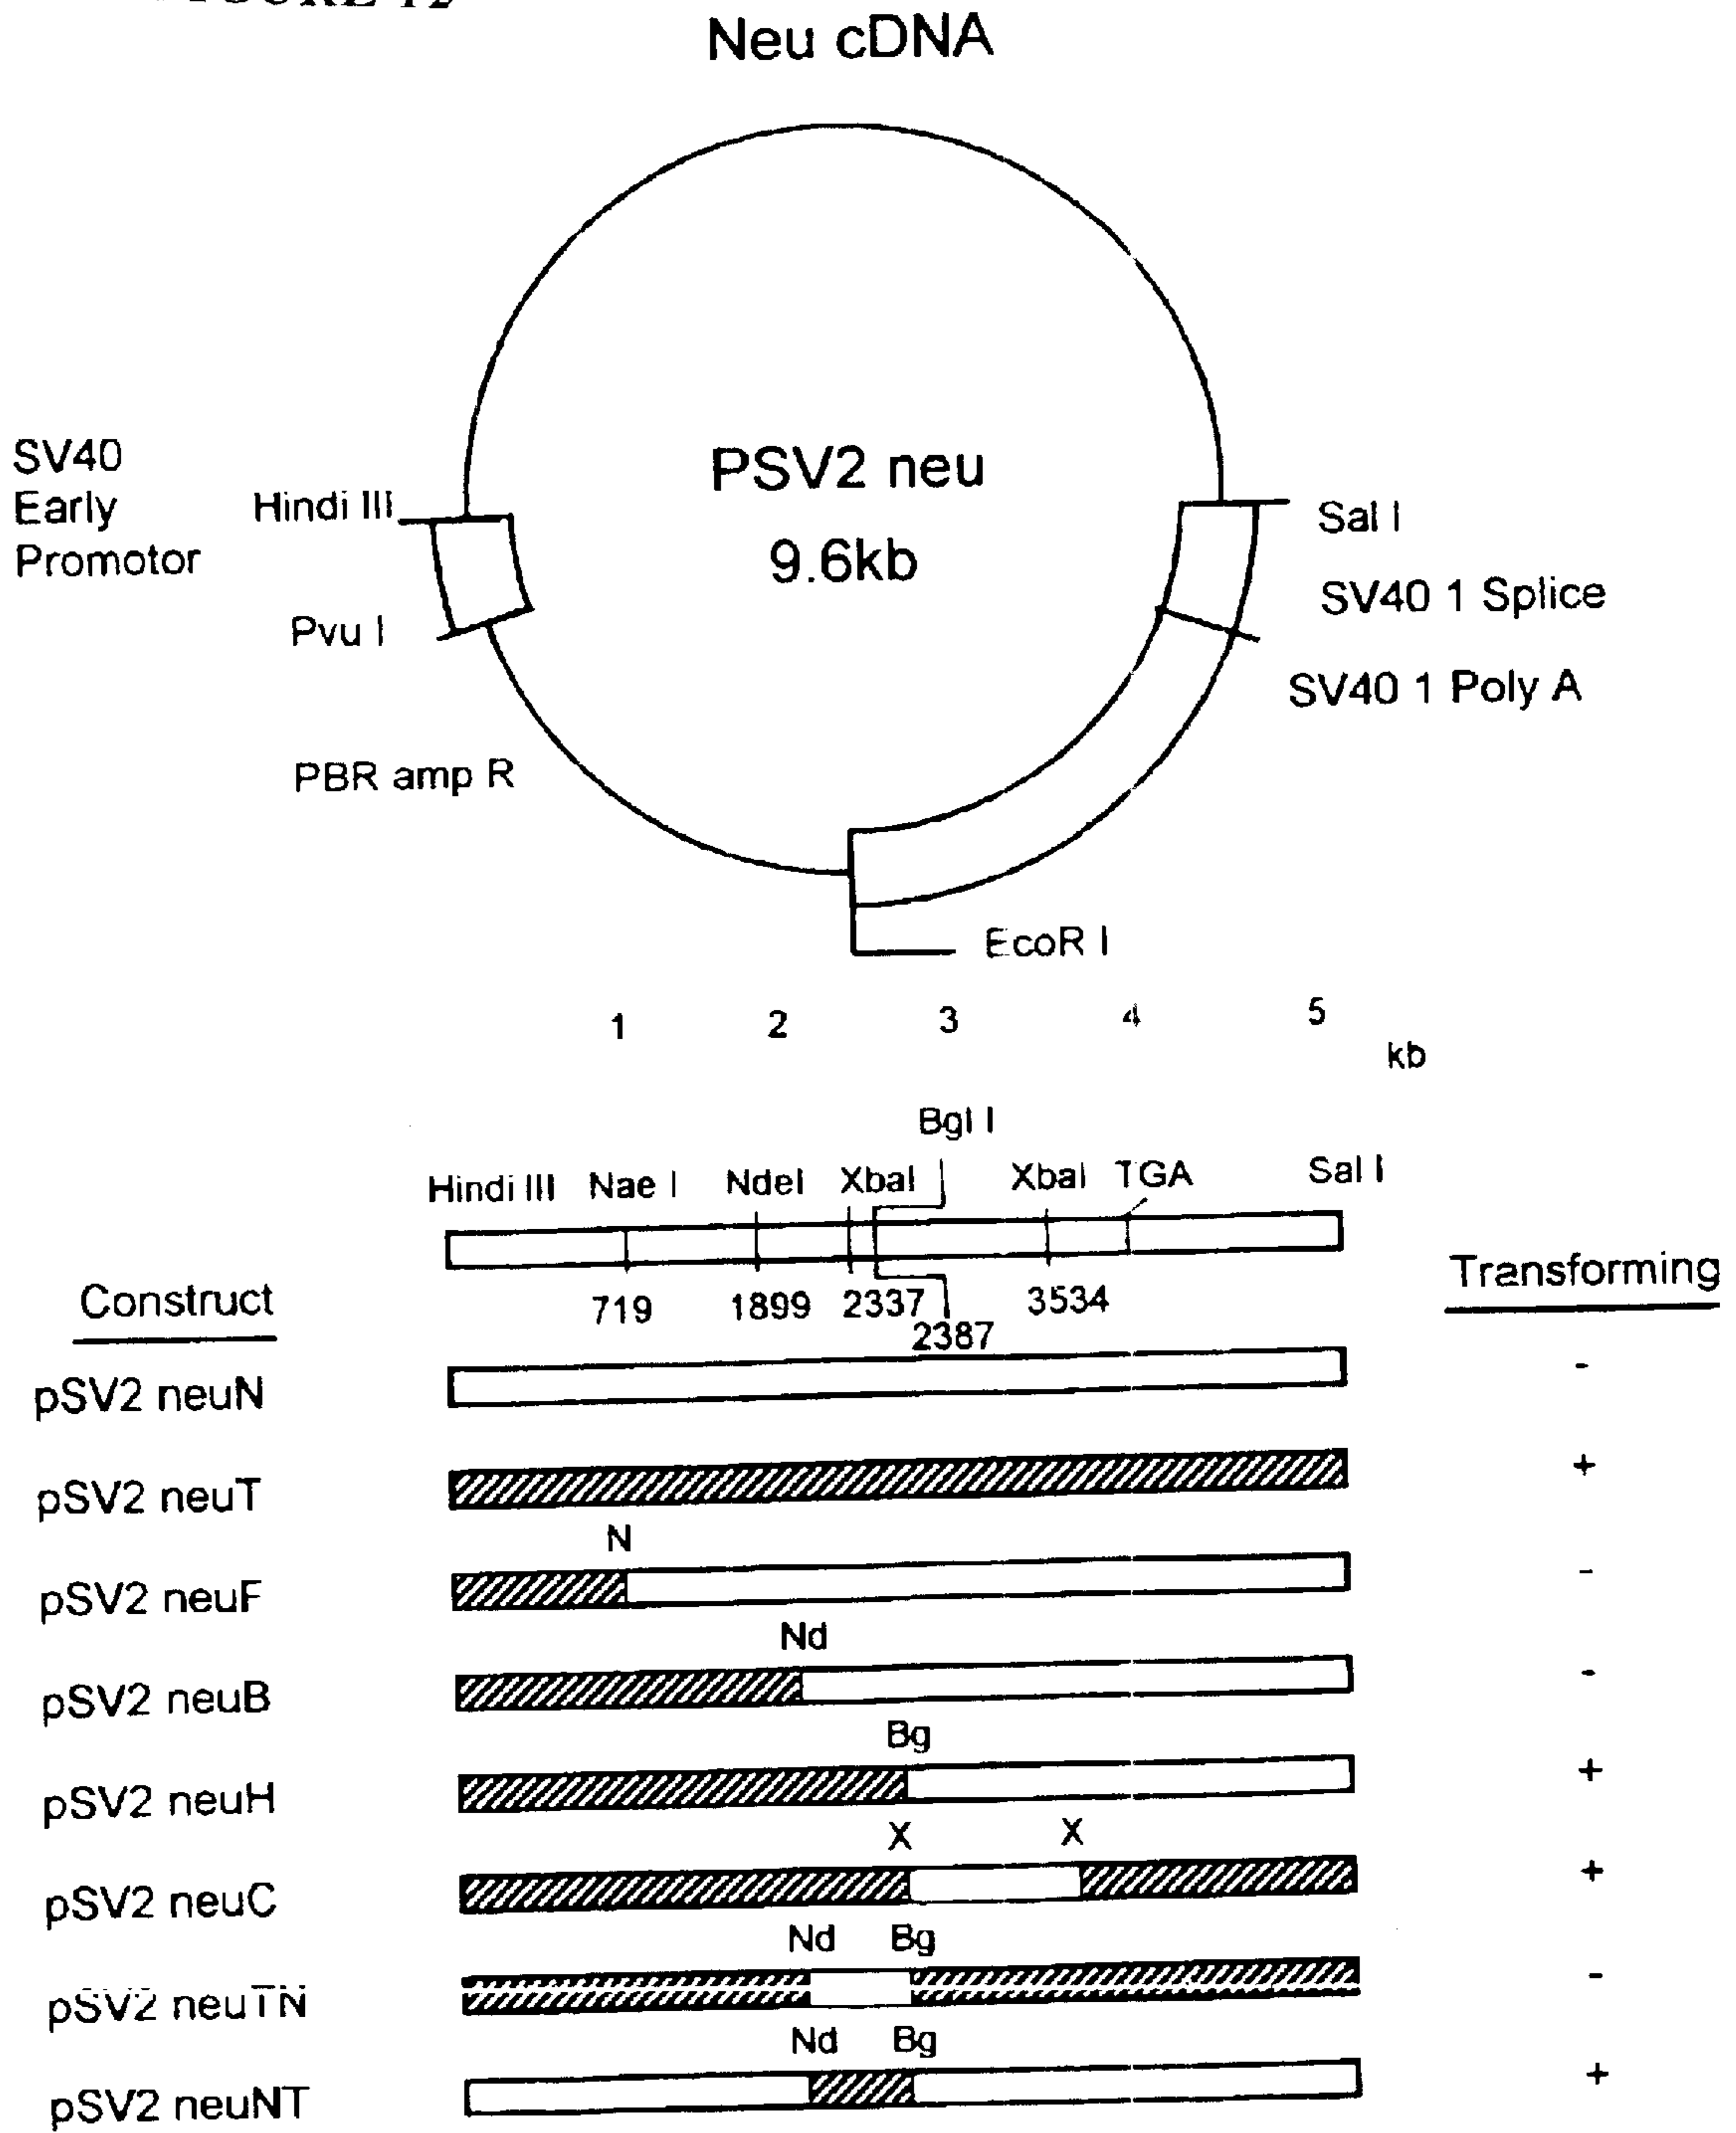 FIGURE 12
Neu cDNA
SV40
Early
Promotor
Hindi III
PSV2 neu
9.6kb
Sal I
SV40 1 Splice
Pvu I
SV40 1 Poly A
PBR amp R
EcoR I
1 2 3 4 5
kb
Bgl I
Hindi III Nae I NdeI XbaI XbaI TGA Sal I
Construct
719 1899 2337 3534
2387
Transforming
pSV2 neuN -
pSV2 neuT +
N
pSV2 neuF -
Nd
pSV2 neuB -
Bg
pSV2 neuH +
X X
pSV2 neuC +
Nd Bg
pSV2 neuTN -
Nd Bg
pSV2 neuNT +